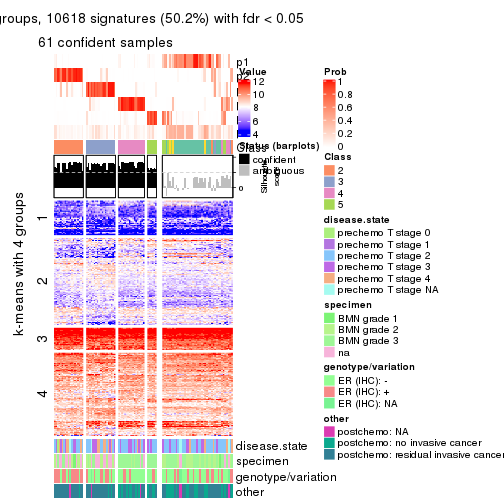 groups, 10618 signatures (50.2%) with fdr < 0.05
61 confident samples
p1
Value
12
10
8
6
4
Prob
1
0.8
0.6
0.4
0.2
0
Class
Status (barplots)
confident
ambiguous
Silhouette
score
0
Class
2
3
4
5
disease.state
prechemo T stage 0
prechemo T stage 1
prechemo T stage 2
prechemo T stage 3
prechemo T stage 4
prechemo T stage NA
specimen
BMN grade 1
BMN grade 2
BMN grade 3
na
genotype/variation
ER (IHC): -
ER (IHC): +
ER (IHC): NA
other
postchemo: NA
postchemo: no invasive cancer
postchemo: residual invasive cancer
k-means with 4 groups
1
2
3
4
disease.state
specimen
genotype/variation
other